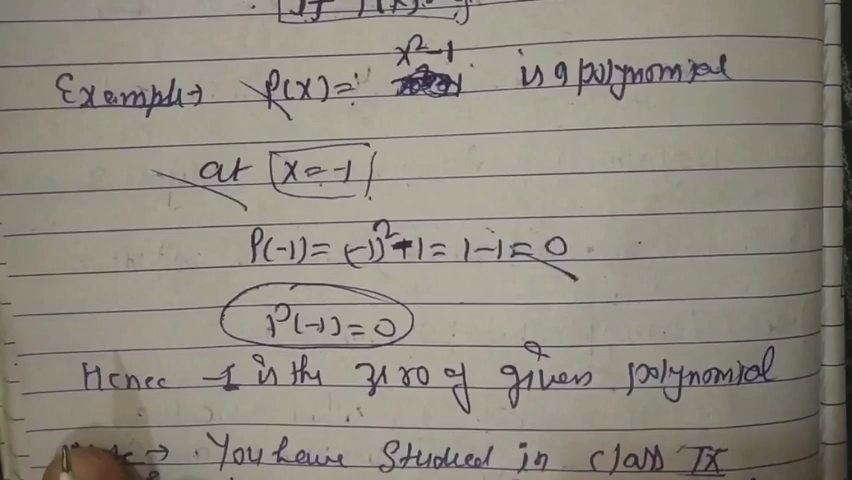 If P(x)
Example → P(x) = x²-1 is a polynomial
at x = -1
P(-1) = (-1)²-1 = 1-1 = 0
P(-1) = 0
Hence -1 is the zero of given polynomial
→ You have studied in class IX